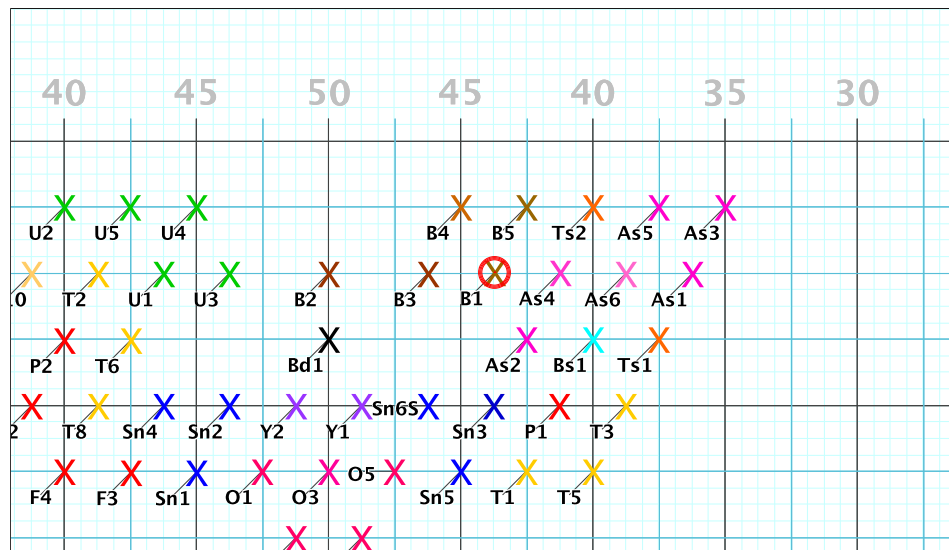 40 45 50 45 40 35 30
U2 U5 U4 B4 B5 Ts2 As5 As3
T2 U1 U3 B2 B3 B1 As4 As6 As1
P2 T6 Bd1 As2 Bs1 Ts1
2 T8 Sn4 Sn2 Y2 Y1 Sn6S Sn3 P1 T3
F4 F3 Sn1 O1 O3 O5 Sn5 T1 T5